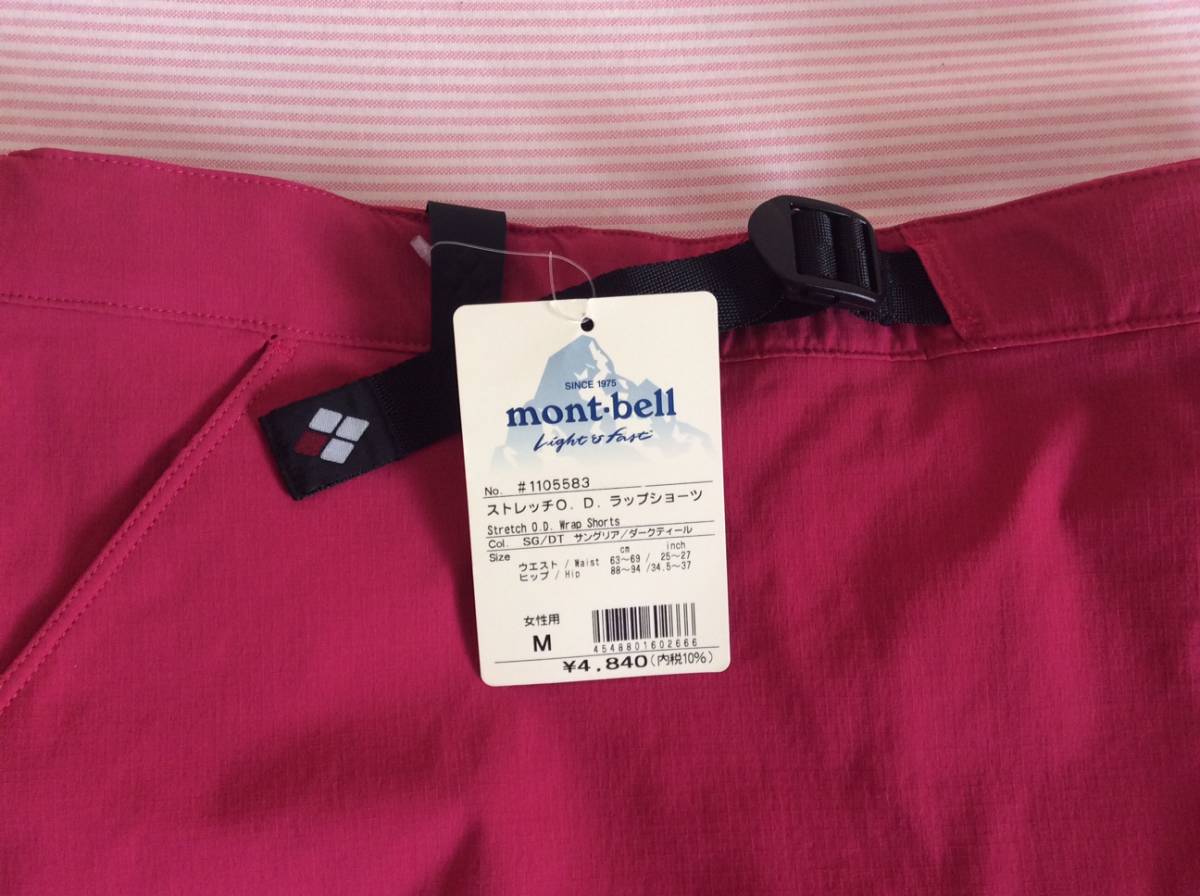 SINCE 1975
mont·bell
Light & Fast
No. #1105583
ストレッチO. D. ラップショーツ
Stretch O.D. Wrap Shorts
Col. SG/DT サングリア/ダークティール
Size cm inch
ウエスト / Waist 63～69 / 25～27
ヒップ / Hip 88～94 /34.5～37
女性用
M
4548801602666
¥4,840(内税10%)